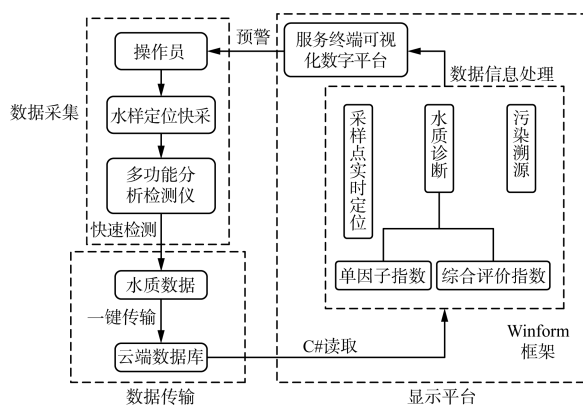 操作员
水样定位快采
多功能分
析检测仪
数据采集
快速检测
水质数据
一键传输
云端数据库
数据传输
预警
服务终端可视
化数字平台
数据信息处理
采样点实时定位
水质诊断
污染溯源
单因子指数
综合评价指数
C#读取
Winform
框架
显示平台